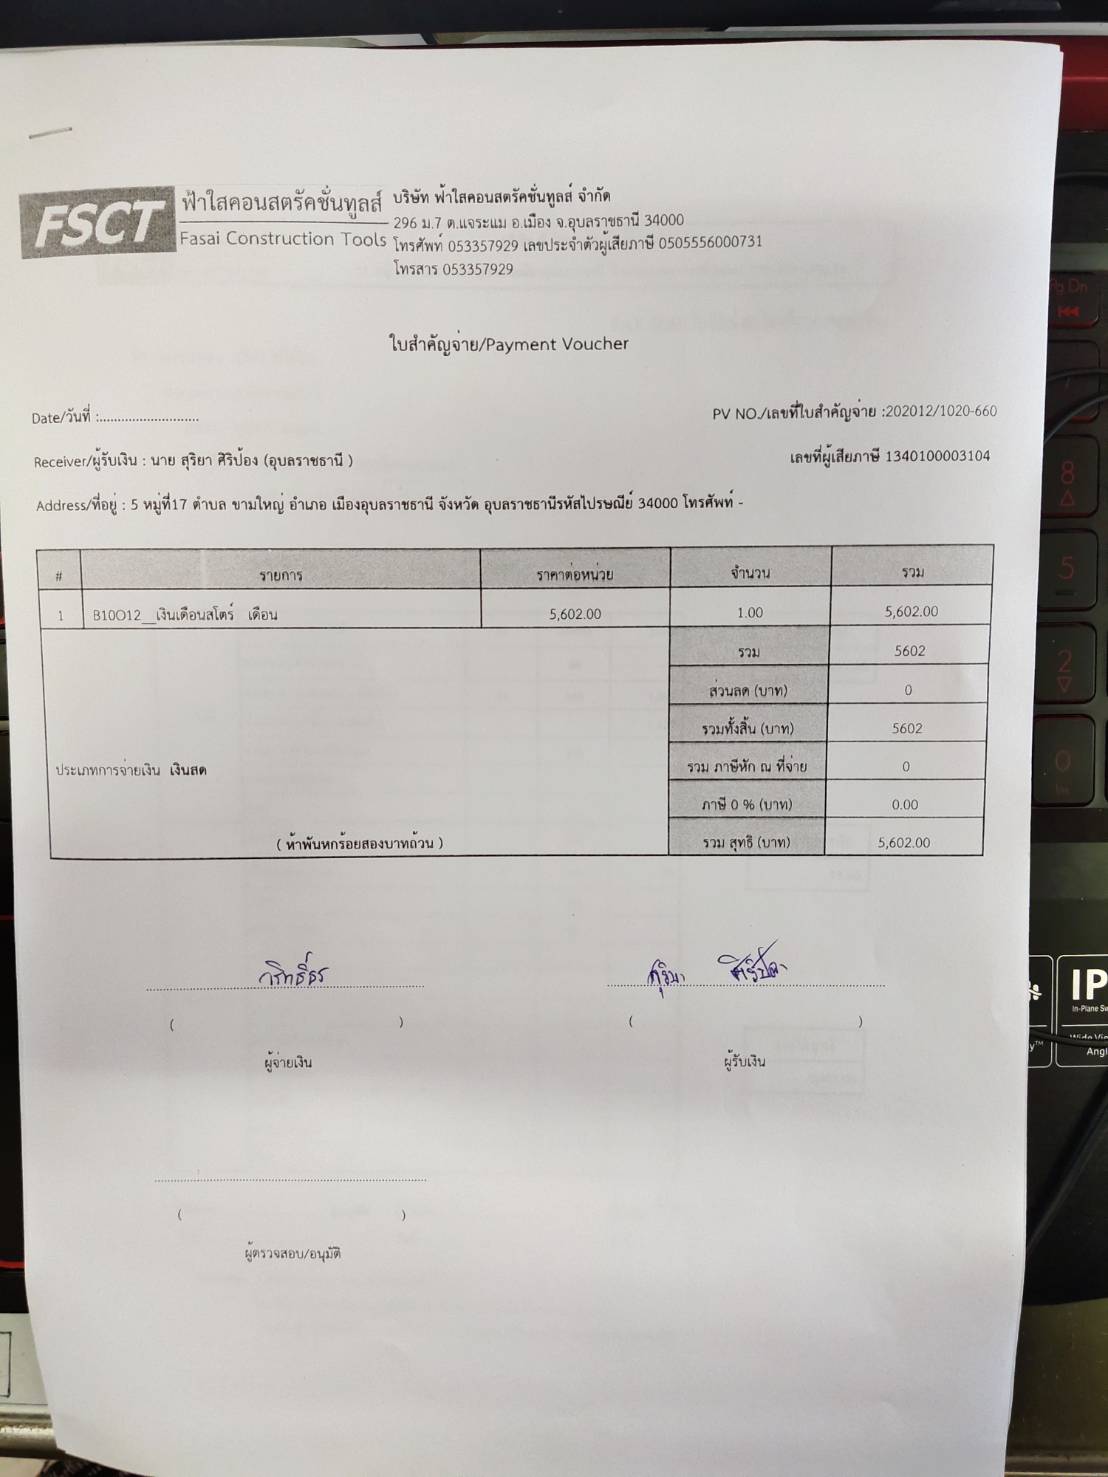 FSCT
ฟ้าใสคอนสตรัคชั่นทูลส์
Fasai Construction Tools
บริษัท ฟ้าใสคอนสตรัคชั่นทูลส์ จำกัด
296 ม.7 ต.แจระแม อ.เมือง จ.อุบลราชธานี 34000
โทรศัพท์ 053357929 เลขประจำตัวผู้เสียภาษี 0505556000731
โทรสาร 053357929
ใบสำคัญจ่าย/Payment Voucher
Date/วันที่ :............................ PV NO./เลขที่ใบสำคัญจ่าย :202012/1020-660
Receiver/ผู้รับเงิน : นาย สุริยา ศิริป้อง (อุบลราชธานี ) เลขที่ผู้เสียภาษี 1340100003104
Address/ที่อยู่ : 5 หมู่ที่17 ตำบล ขามใหญ่ อำเภอ เมืองอุบลราชธานี จังหวัด อุบลราชธานีรหัสไปรษณีย์ 34000 โทรศัพท์ -
# รายการ ราคาต่อหน่วย จำนวน รวม
1 B10O12__เงินเดือนสโตร์ เดือน 5,602.00 1.00 5,602.00
รวม 5602
ส่วนลด (บาท) 0
รวมทั้งสิ้น (บาท) 5602
ประเภทการจ่ายเงิน เงินสด รวม ภาษีหัก ณ ที่จ่าย 0
ภาษี 0 % (บาท) 0.00
( ห้าพันหกร้อยสองบาทถ้วน ) รวม สุทธิ (บาท) 5,602.00
( ) ( )
ผู้จ่ายเงิน ผู้รับเงิน
( )
ผู้ตรวจสอบ/อนุมัติ
Pg Dn
8
5
2
0
IP
Angl